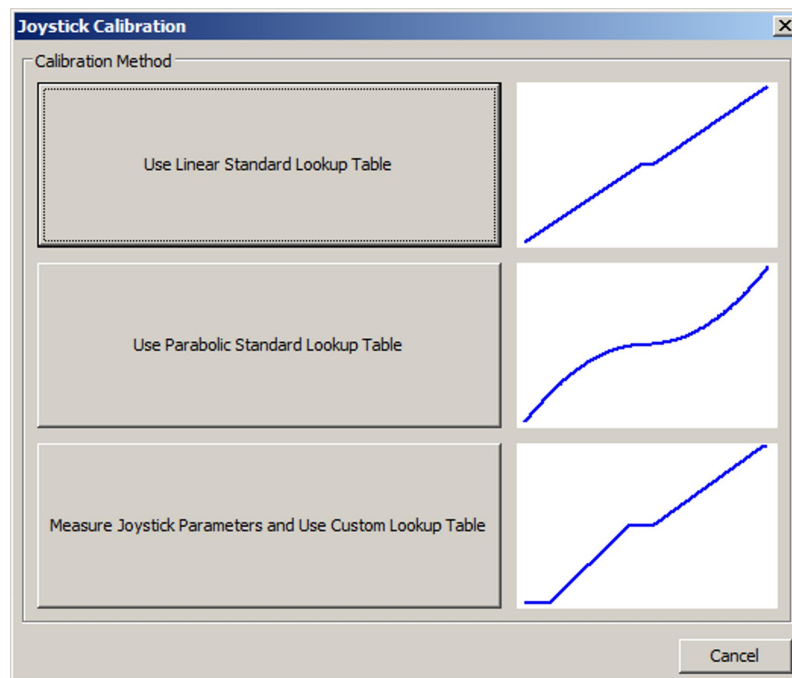 Joystick Calibration
Calibration Method
Use Linear Standard Lookup Table
Use Parabolic Standard Lookup Table
Measure Joystick Parameters and Use Custom Lookup Table
Cancel